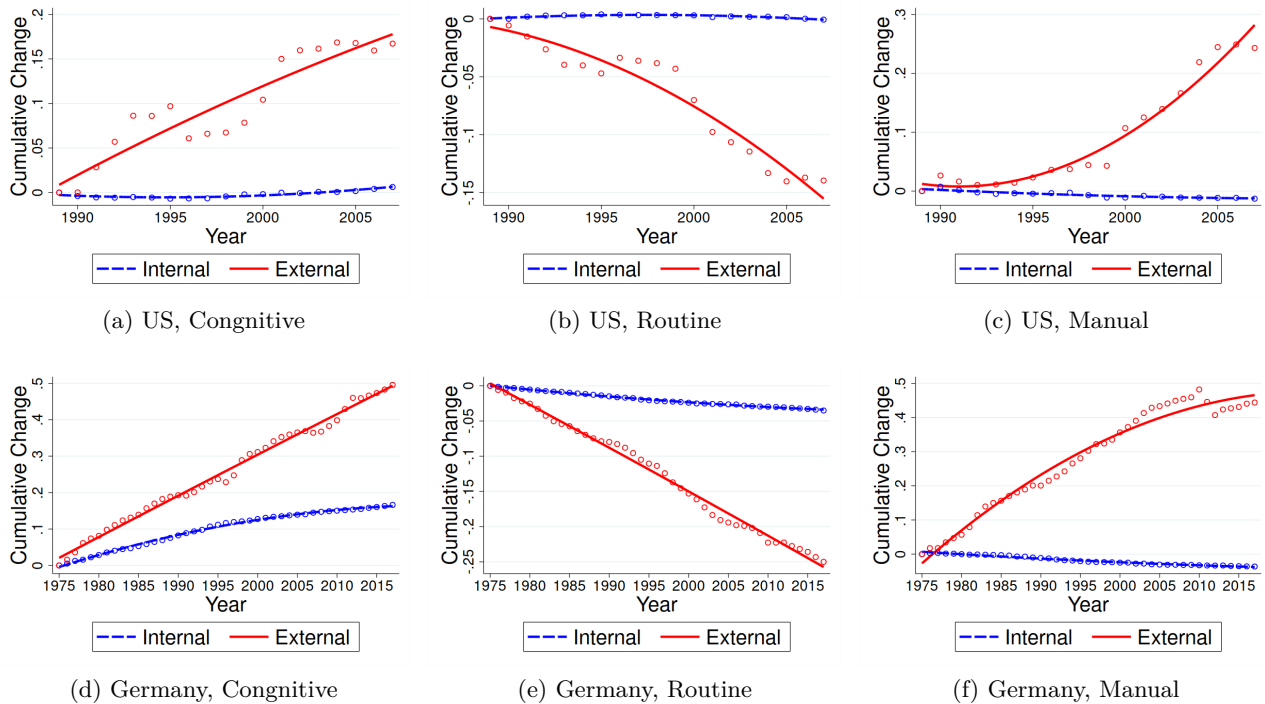 Cumulative Change
0 .05 .1 .15 .2
1990 1995 2000 2005
Year
Internal External
(a) US, Congnitive
Cumulative Change
-.15 -.1 -.05 0
1990 1995 2000 2005
Year
Internal External
(b) US, Routine
Cumulative Change
0 .1 .2 .3
1990 1995 2000 2005
Year
Internal External
(c) US, Manual
Cumulative Change
0 .1 .2 .3 .4 .5
1975 1980 1985 1990 1995 2000 2005 2010 2015
Year
Internal External
(d) Germany, Congnitive
Cumulative Change
-.25 -.2 -.15 -.1 -.05 0
1975 1980 1985 1990 1995 2000 2005 2010 2015
Year
Internal External
(e) Germany, Routine
Cumulative Change
0 .1 .2 .3 .4 .5
1975 1980 1985 1990 1995 2000 2005 2010 2015
Year
Internal External
(f) Germany, Manual